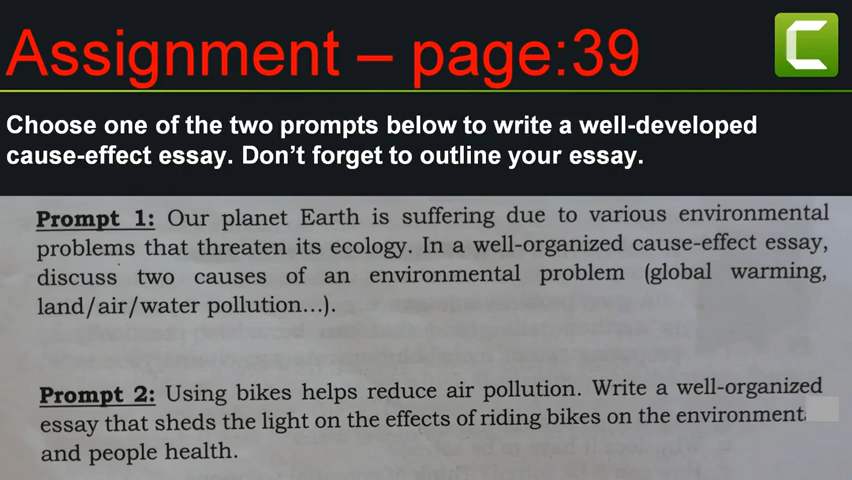 Assignment – page:39
Choose one of the two prompts below to write a well-developed
cause-effect essay. Don't forget to outline your essay.
Prompt 1: Our planet Earth is suffering due to various environmental
problems that threaten its ecology. In a well-organized cause-effect essay,
discuss two causes of an environmental problem (global warming,
land/air/water pollution...).
Prompt 2: Using bikes helps reduce air pollution. Write a well-organized
essay that sheds the light on the effects of riding bikes on the environment
and people health.